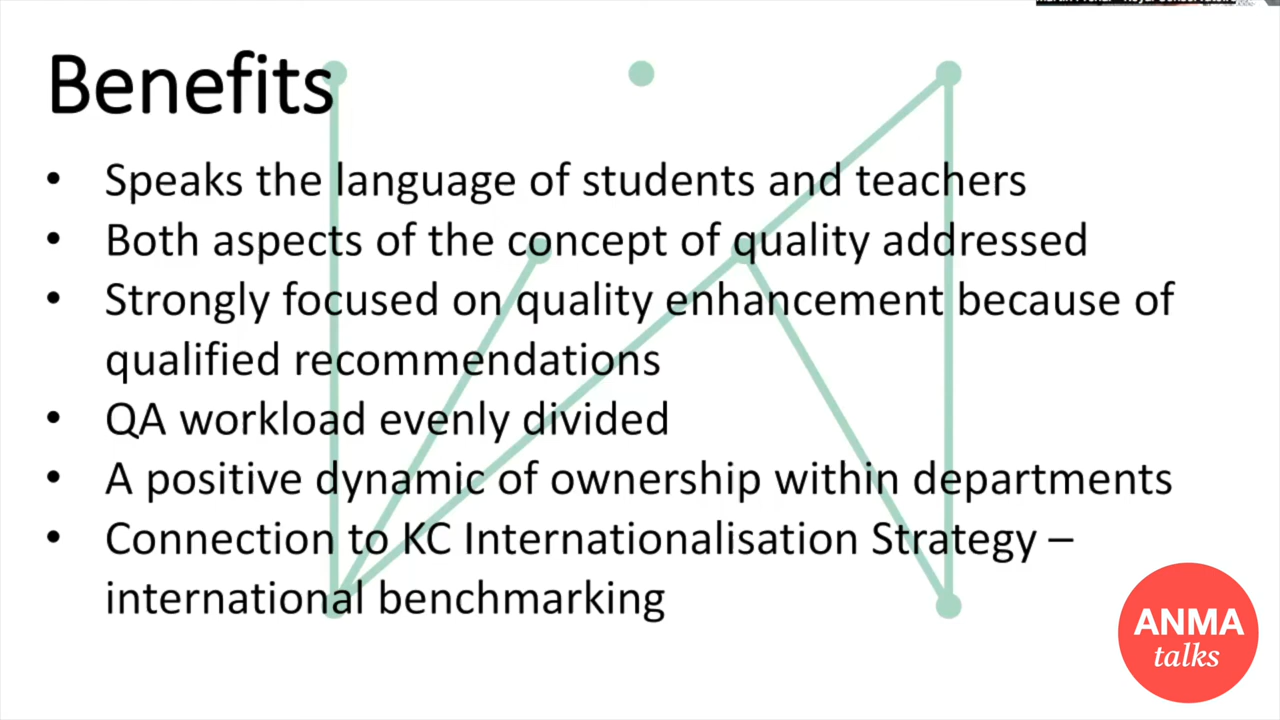 Benefits
• Speaks the language of students and teachers
• Both aspects of the concept of quality addressed
• Strongly focused on quality enhancement because of
qualified recommendations
• QA workload evenly divided
• A positive dynamic of ownership within departments
• Connection to KC Internationalisation Strategy –
international benchmarking
ANMA
talks